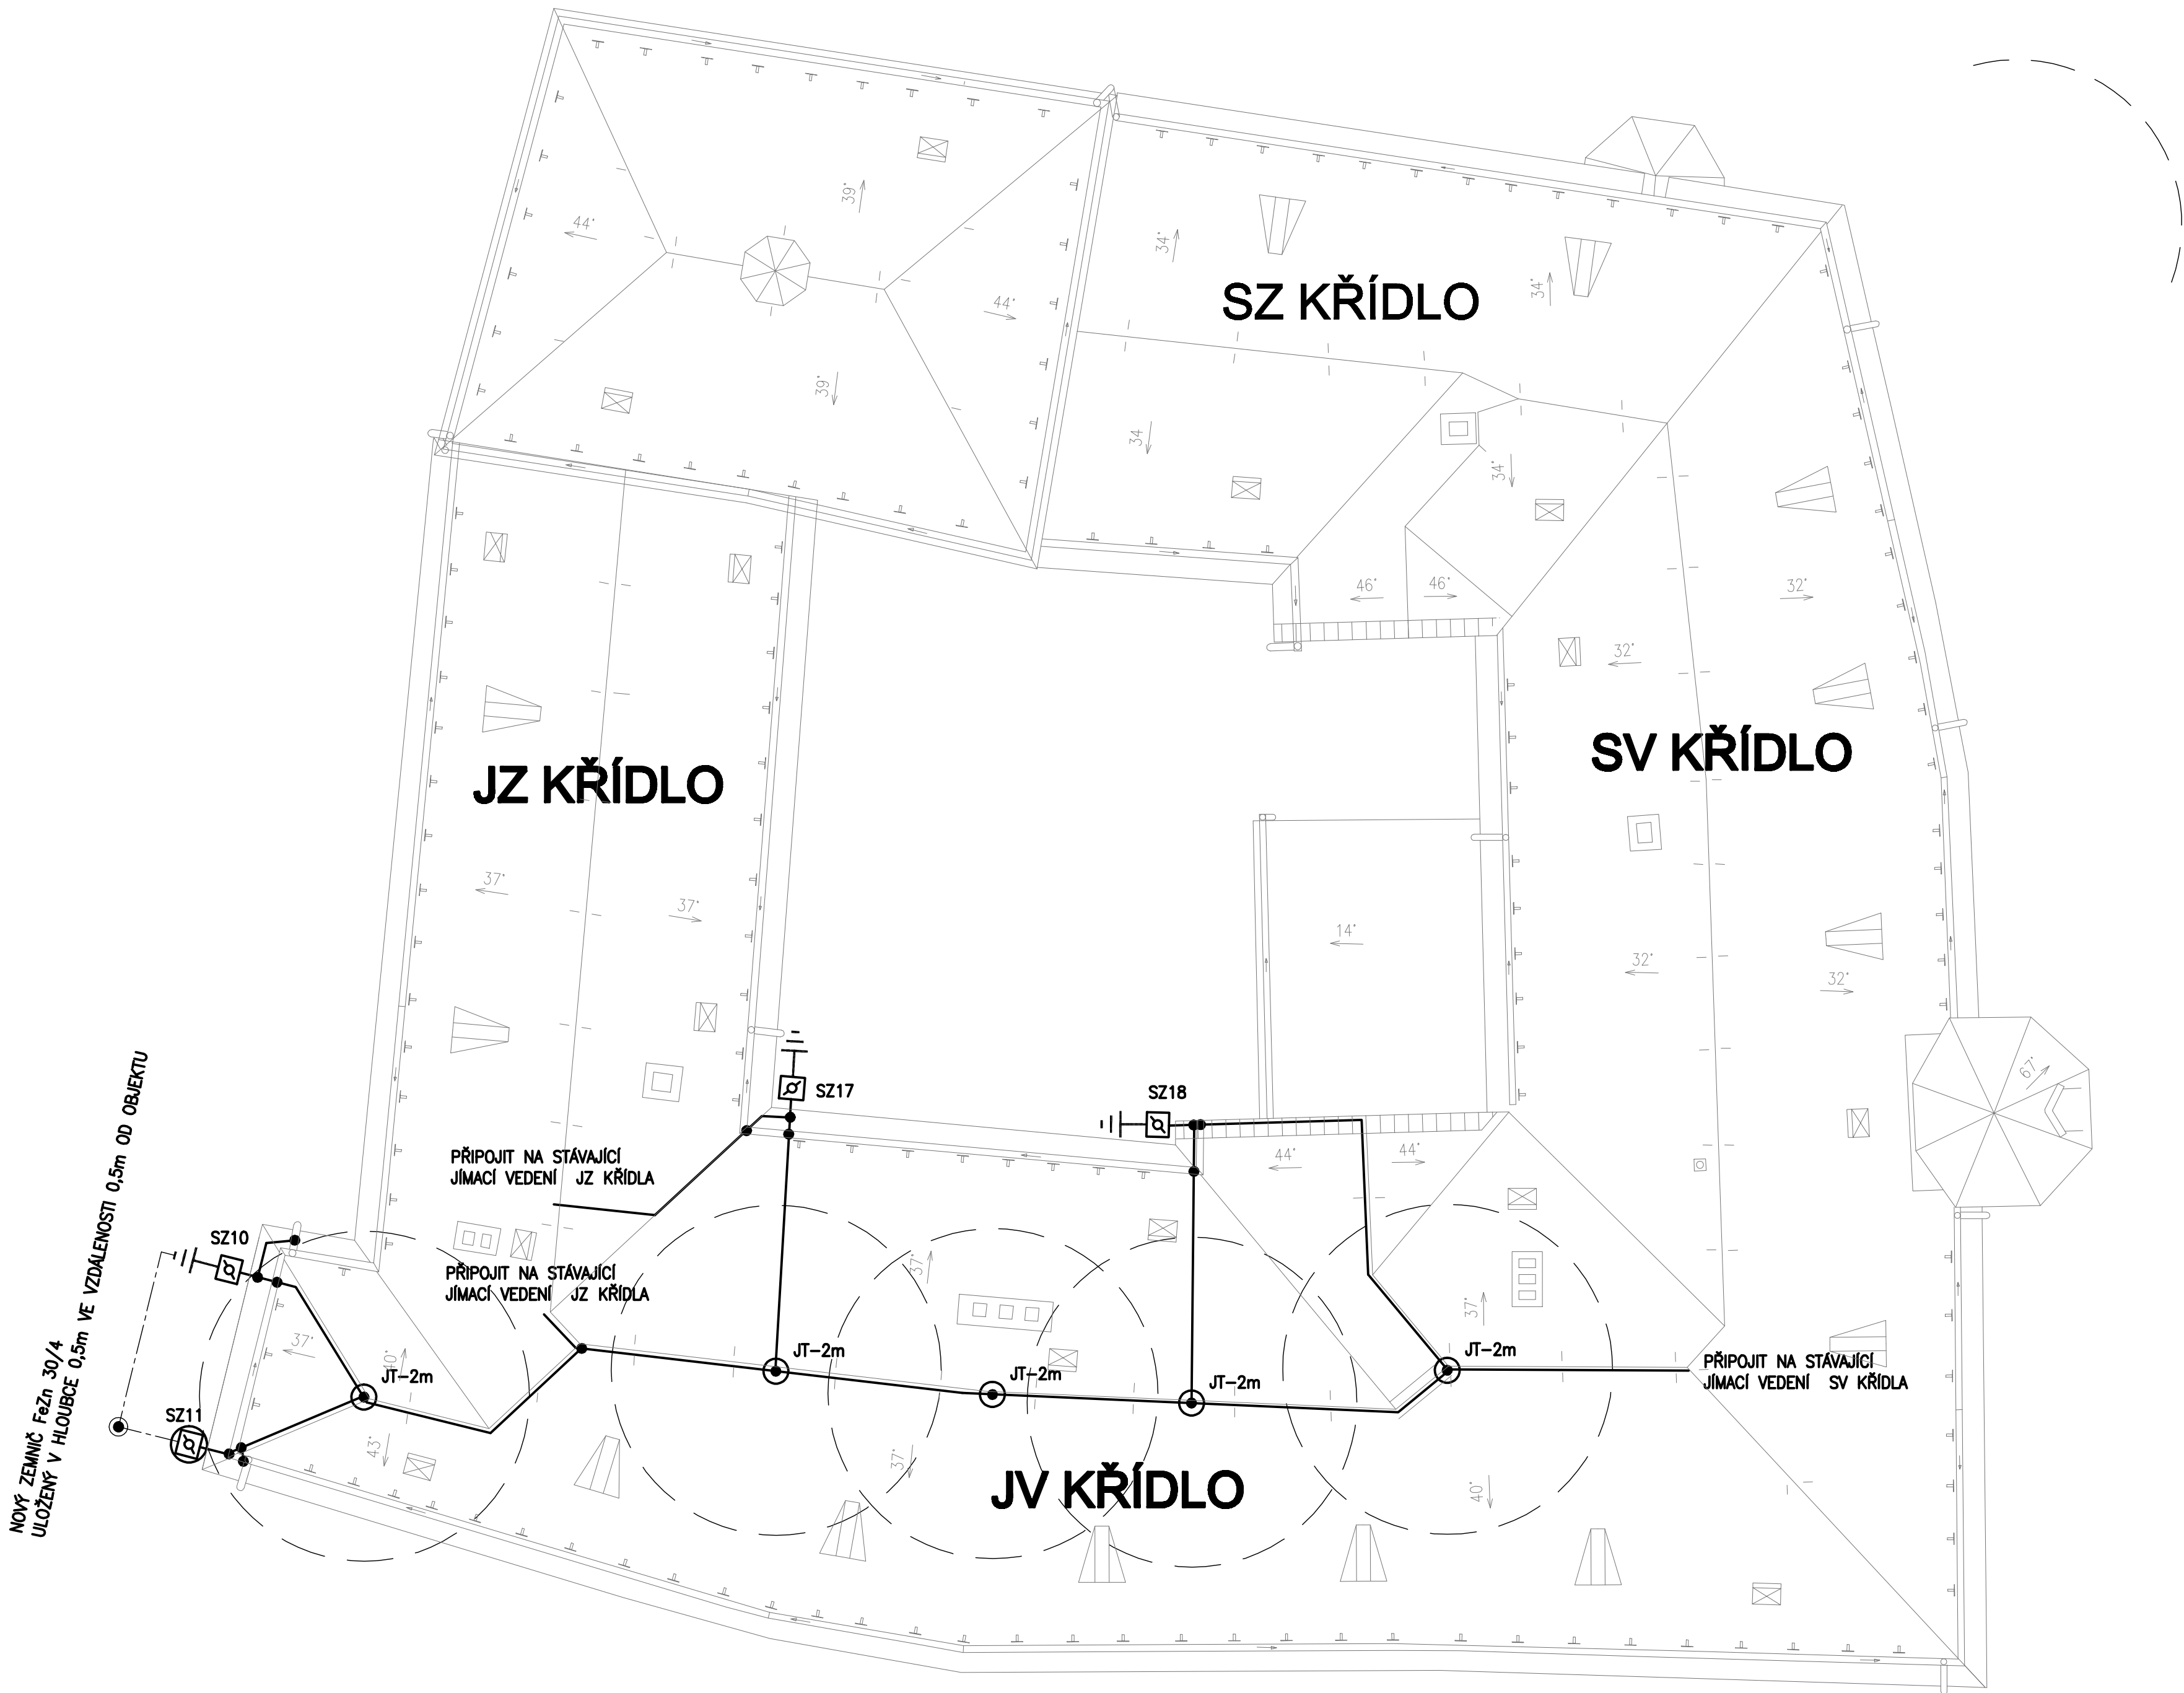 39°
44°
34°
34°
44°
SZ KŘÍDLO
39°
34
34°
46°
46°
32°
32°
JZ KŘÍDLO
SV KŘÍDLO
37°
37°
14°
32°
32°
67°
SZ17
SZ18
PŘIPOJIT NA STÁVAJÍCÍ
JÍMACÍ VEDENÍ JZ KŘÍDLA
44°
44°
SZ10
PŘIPOJIT NA STÁVAJÍCÍ
JÍMACÍ VEDENÍ JZ KŘÍDLA
37°
37°
37°
40°
JT-2m
JT-2m
JT-2m
JT-2m
JT-2m
PŘIPOJIT NA STÁVAJÍCÍ
JÍMACÍ VEDENÍ SV KŘÍDLA
SZ11
43°
37°
JV KŘÍDLO
40°
NOVÝ ZEMNIČ FeZn 30/4
ULOŽENÝ V HLOUBCE 0,5m VE VZDÁLENOSTI 0,5m OD OBJEKTU